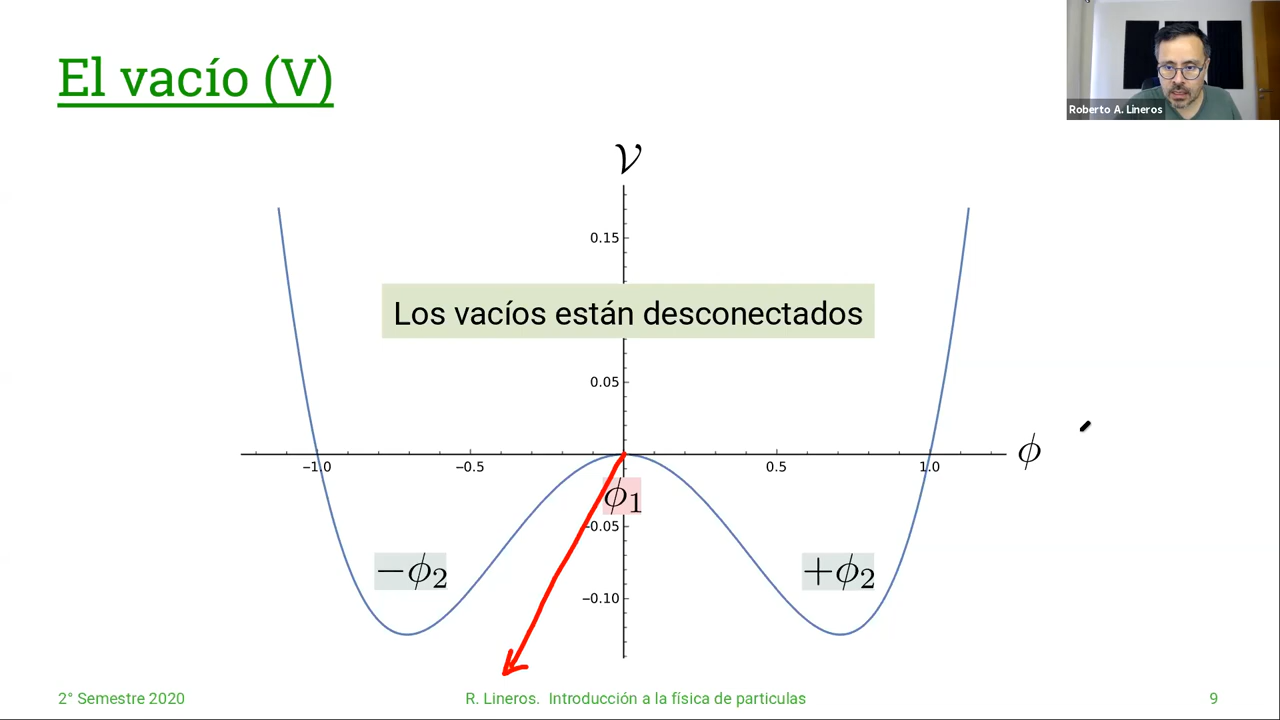 El vacío (V)
Roberto A. Lineros
𝒱
0.15
Los vacíos están desconectados
0.05
ϕ
−1.0 −0.5 0.5 1.0
ϕ₁
−0.05
−ϕ₂ +ϕ₂
−0.10
2° Semestre 2020 R. Lineros. Introducción a la física de particulas 9